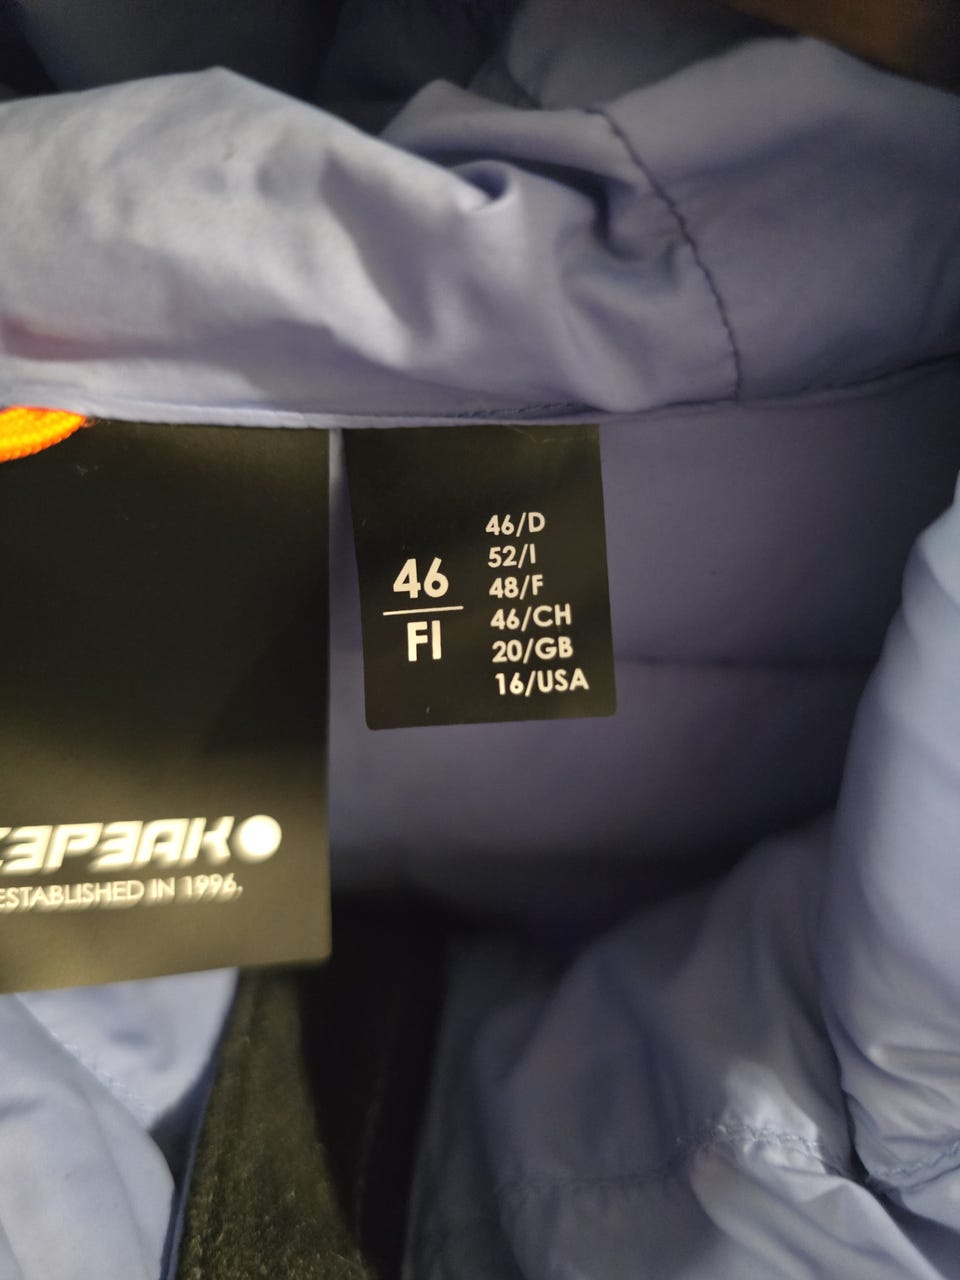 46
FI
46/D
52/I
48/F
46/CH
20/GB
16/USA
ESTABLISHED IN 1996,